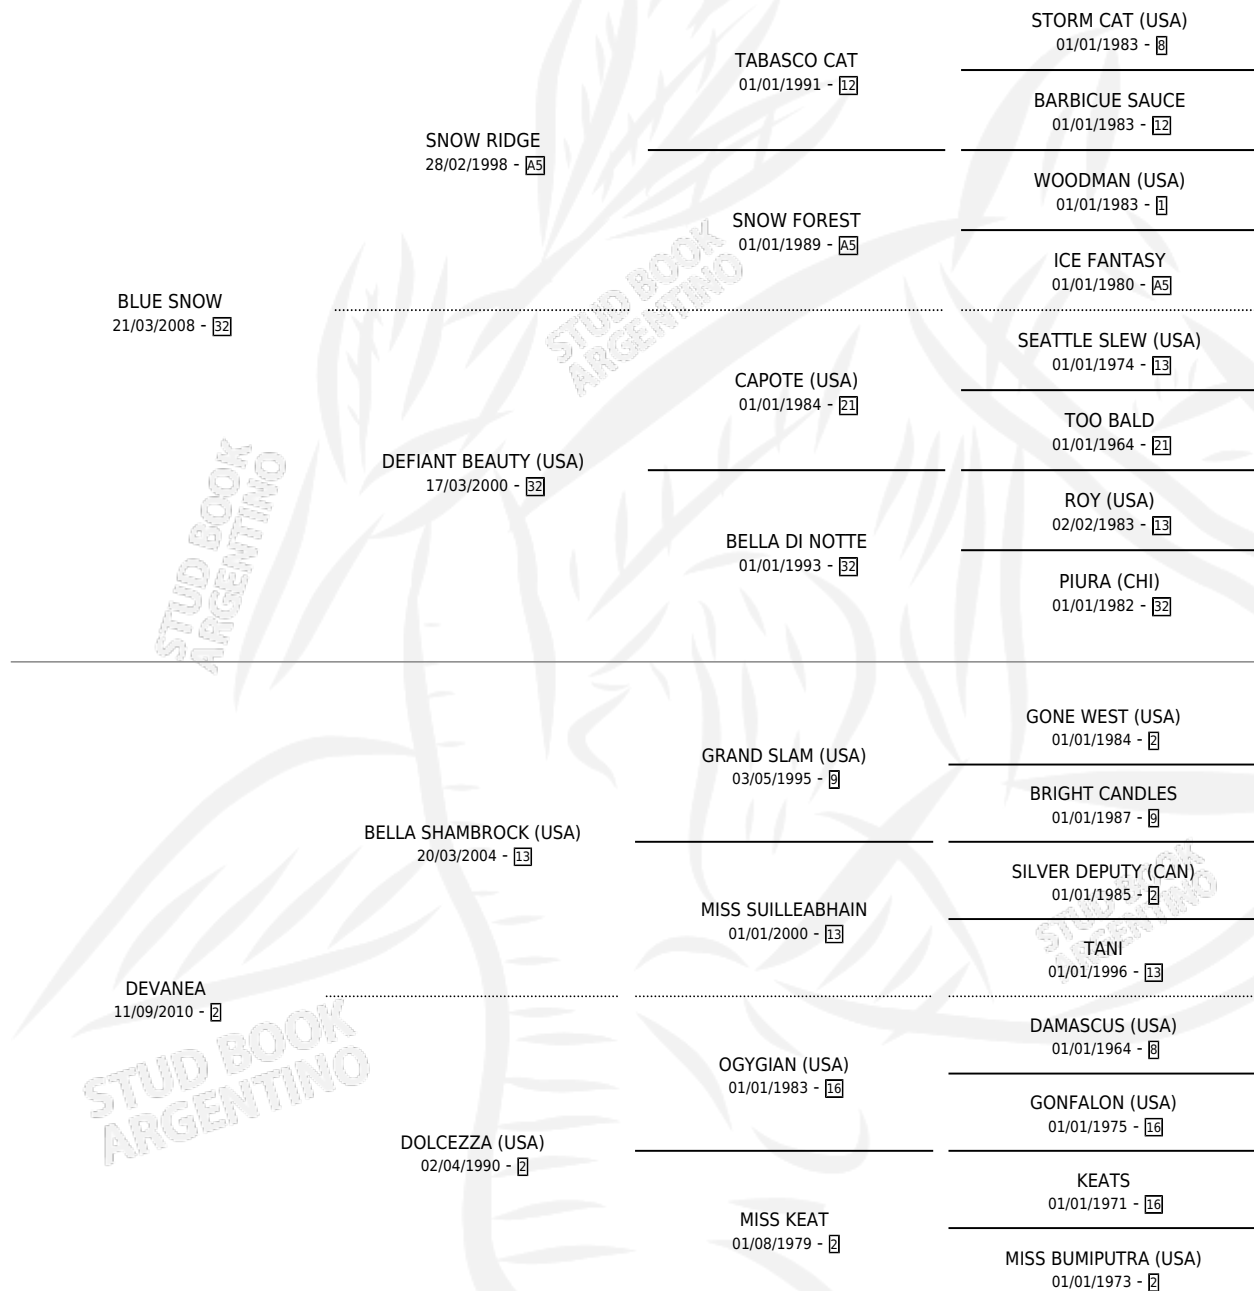 STORM CAT (USA)
01/01/1983 - 8
TABASCO CAT
01/01/1991 - 12
BARBICUE SAUCE
01/01/1983 - 12
SNOW RIDGE
28/02/1998 - A5
WOODMAN (USA)
01/01/1983 - 1
SNOW FOREST
01/01/1989 - A5
ICE FANTASY
01/01/1980 - A5
BLUE SNOW
21/03/2008 - 32
STUD BOOK
ARGENTINO
SEATTLE SLEW (USA)
01/01/1974 - 13
CAPOTE (USA)
01/01/1984 - 21
TOO BALD
01/01/1964 - 21
DEFIANT BEAUTY (USA)
17/03/2000 - 32
ROY (USA)
02/02/1983 - 13
BELLA DI NOTTE
01/01/1993 - 32
PIURA (CHI)
01/01/1982 - 32
STUD BOOK
ARGENTINO
GONE WEST (USA)
01/01/1984 - 2
GRAND SLAM (USA)
03/05/1995 - 9
BRIGHT CANDLES
01/01/1987 - 9
BELLA SHAMBROCK (USA)
20/03/2004 - 13
SILVER DEPUTY (CAN)
01/01/1985 - 2
MISS SUILLEABHAIN
01/01/2000 - 13
STUD BOOK
ARGENTINO
TANI
01/01/1996 - 13
DEVANEA
11/09/2010 - 2
STUD BOOK
ARGENTINO
DAMASCUS (USA)
01/01/1964 - 8
OGYGIAN (USA)
01/01/1983 - 16
GONFALON (USA)
01/01/1975 - 16
DOLCEZZA (USA)
02/04/1990 - 2
KEATS
01/01/1971 - 16
MISS KEAT
01/08/1979 - 2
MISS BUMIPUTRA (USA)
01/01/1973 - 2